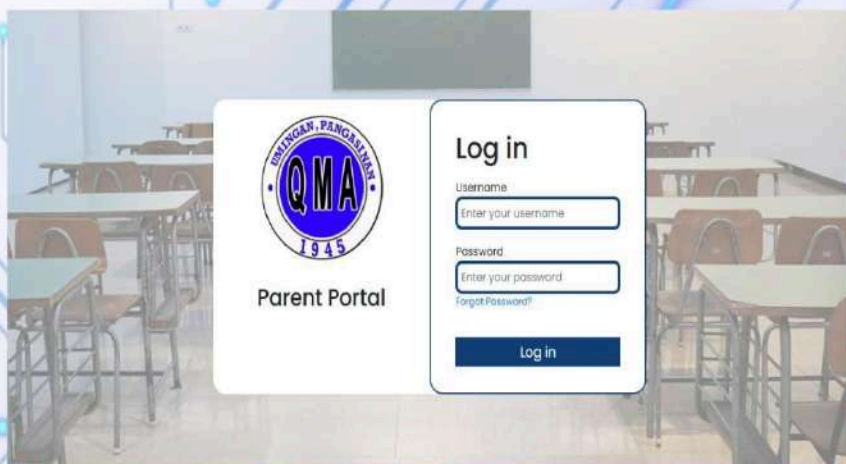 UMINGAN, PANGASINAN
QMA
1945
Parent Portal
Log in
Username
Enter your username
Password
Enter your password
Forgot Password?
Log in